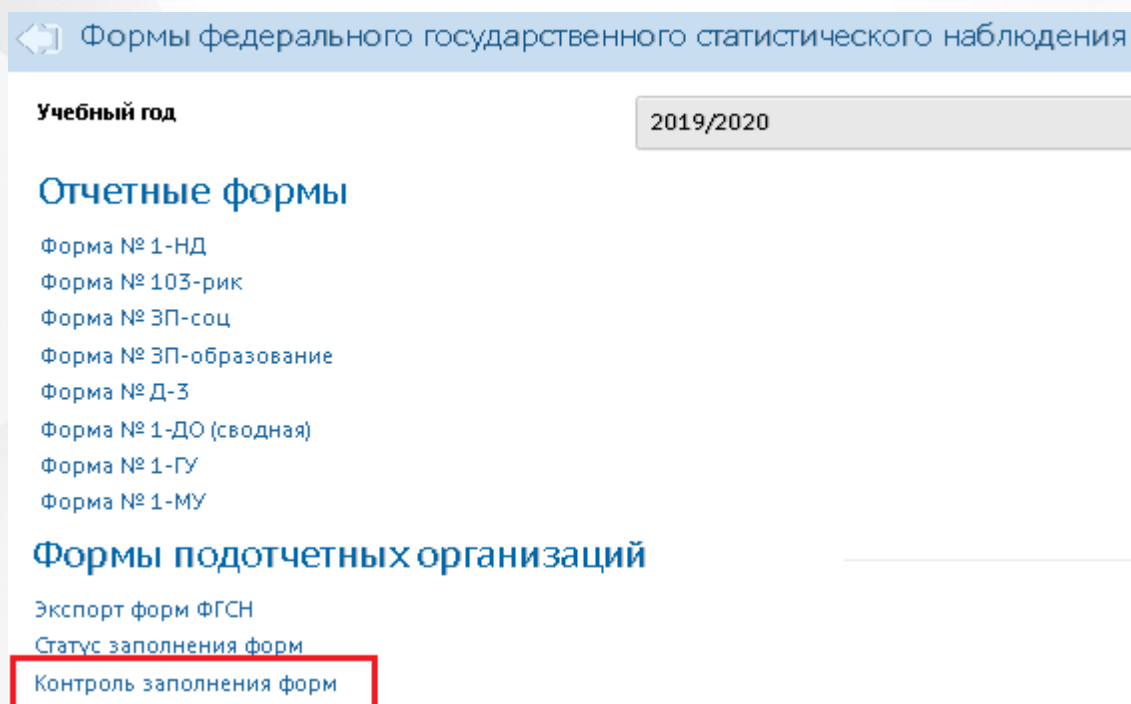 Формы федерального государственного статистического наблюдения
Учебный год
2019/2020
Отчетные формы
Форма № 1-НД
Форма № 103-рик
Форма № ЗП-соц
Форма № ЗП-образование
Форма № Д-3
Форма № 1-ДО (сводная)
Форма № 1-ГУ
Форма № 1-МУ
Формы подотчетных организаций
Экспорт форм ФГСН
Статус заполнения форм
Контроль заполнения форм